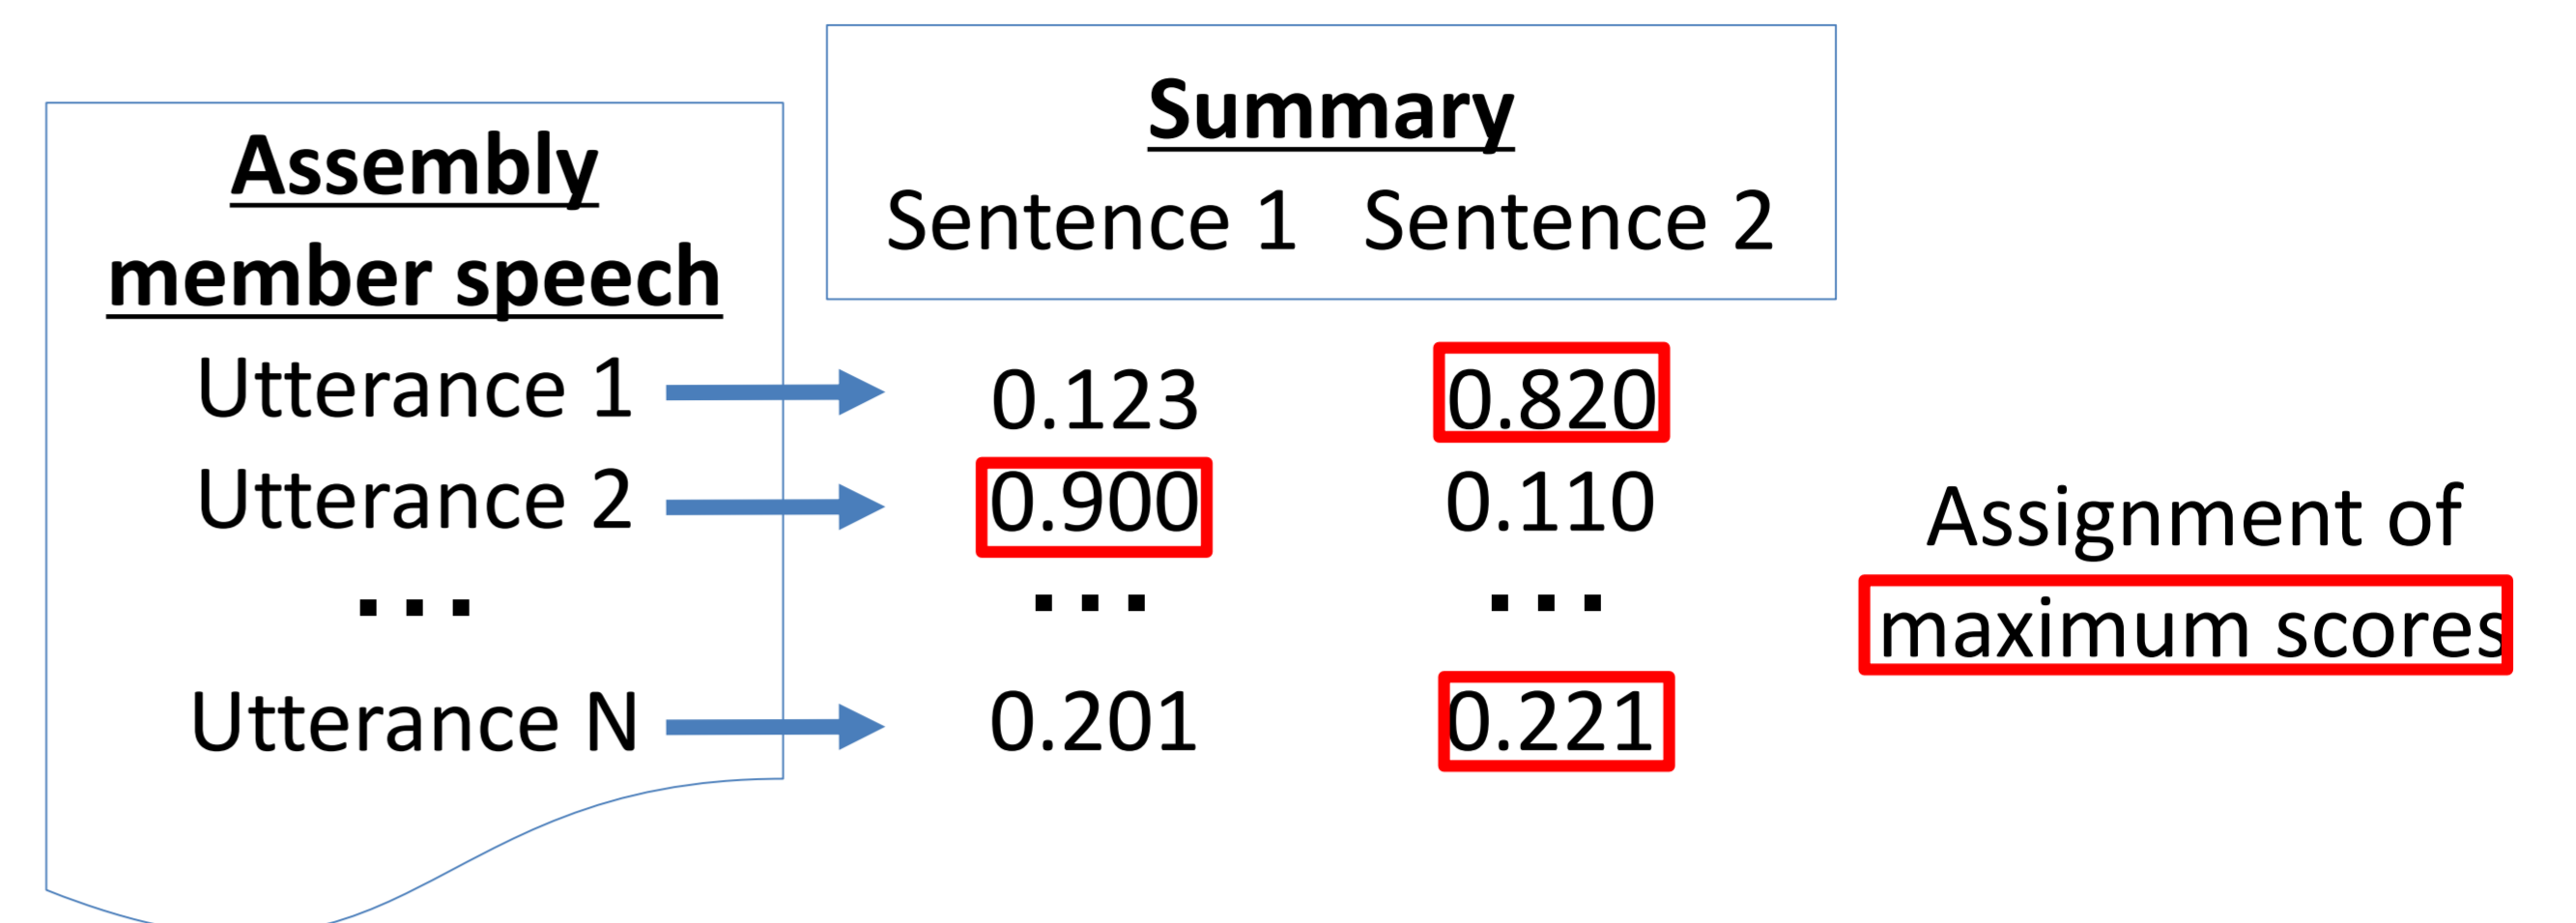 Assembly
member speech
Summary
Sentence 1 Sentence 2
Utterance 1 0.123 0.820
Utterance 2 0.900 0.110
... ... ...
Utterance N 0.201 0.221
Assignment of
maximum scores